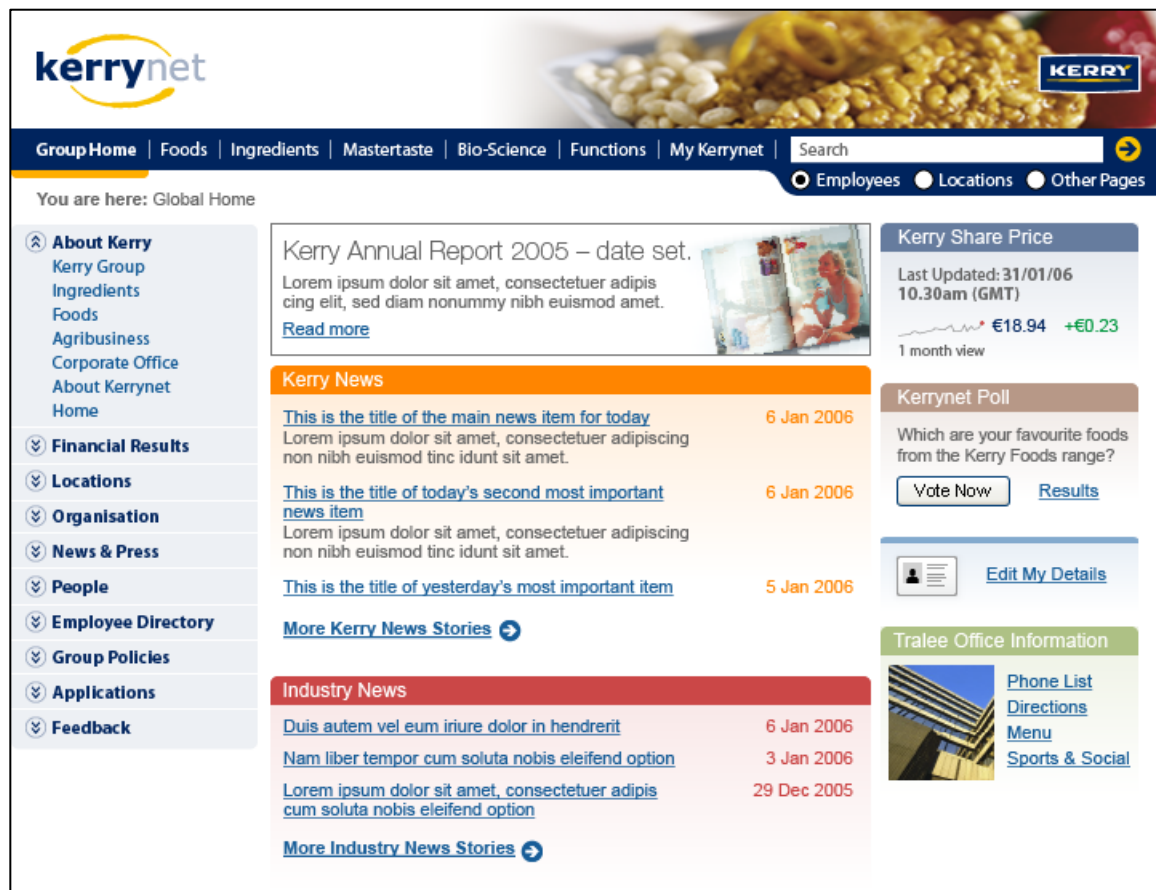 kerrynet
KERRY
Group Home | Foods | Ingredients | Mastertaste | Bio-Science | Functions | My Kerrynet |
Search
Employees Locations Other Pages
You are here: Global Home
About Kerry
Kerry Group
Ingredients
Foods
Agribusiness
Corporate Office
About Kerrynet
Home
Financial Results
Locations
Organisation
News & Press
People
Employee Directory
Group Policies
Applications
Feedback
Kerry Annual Report 2005 – date set.
Lorem ipsum dolor sit amet, consectetuer adipis
cing elit, sed diam nonummy nibh euismod amet.
Read more
Kerry News
This is the title of the main news item for today 6 Jan 2006
Lorem ipsum dolor sit amet, consectetuer adipiscing
non nibh euismod tinc idunt sit amet.
This is the title of today's second most important 6 Jan 2006
news item
Lorem ipsum dolor sit amet, consectetuer adipiscing
non nibh euismod tinc idunt sit amet.
This is the title of yesterday's most important item 5 Jan 2006
More Kerry News Stories
Industry News
Duis autem vel eum iriure dolor in hendrerit 6 Jan 2006
Nam liber tempor cum soluta nobis eleifend option 3 Jan 2006
Lorem ipsum dolor sit amet, consectetuer adipis 29 Dec 2005
cum soluta nobis eleifend option
More Industry News Stories
Kerry Share Price
Last Updated: 31/01/06
10.30am (GMT)
€18.94 +€0.23
1 month view
Kerrynet Poll
Which are your favourite foods
from the Kerry Foods range?
Vote Now Results
Edit My Details
Tralee Office Information
Phone List
Directions
Menu
Sports & Social